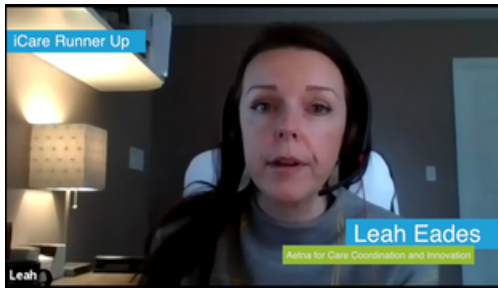 iCare Runner Up
Leah Eades
Aetna for Care Coordination and Innovation
Leah